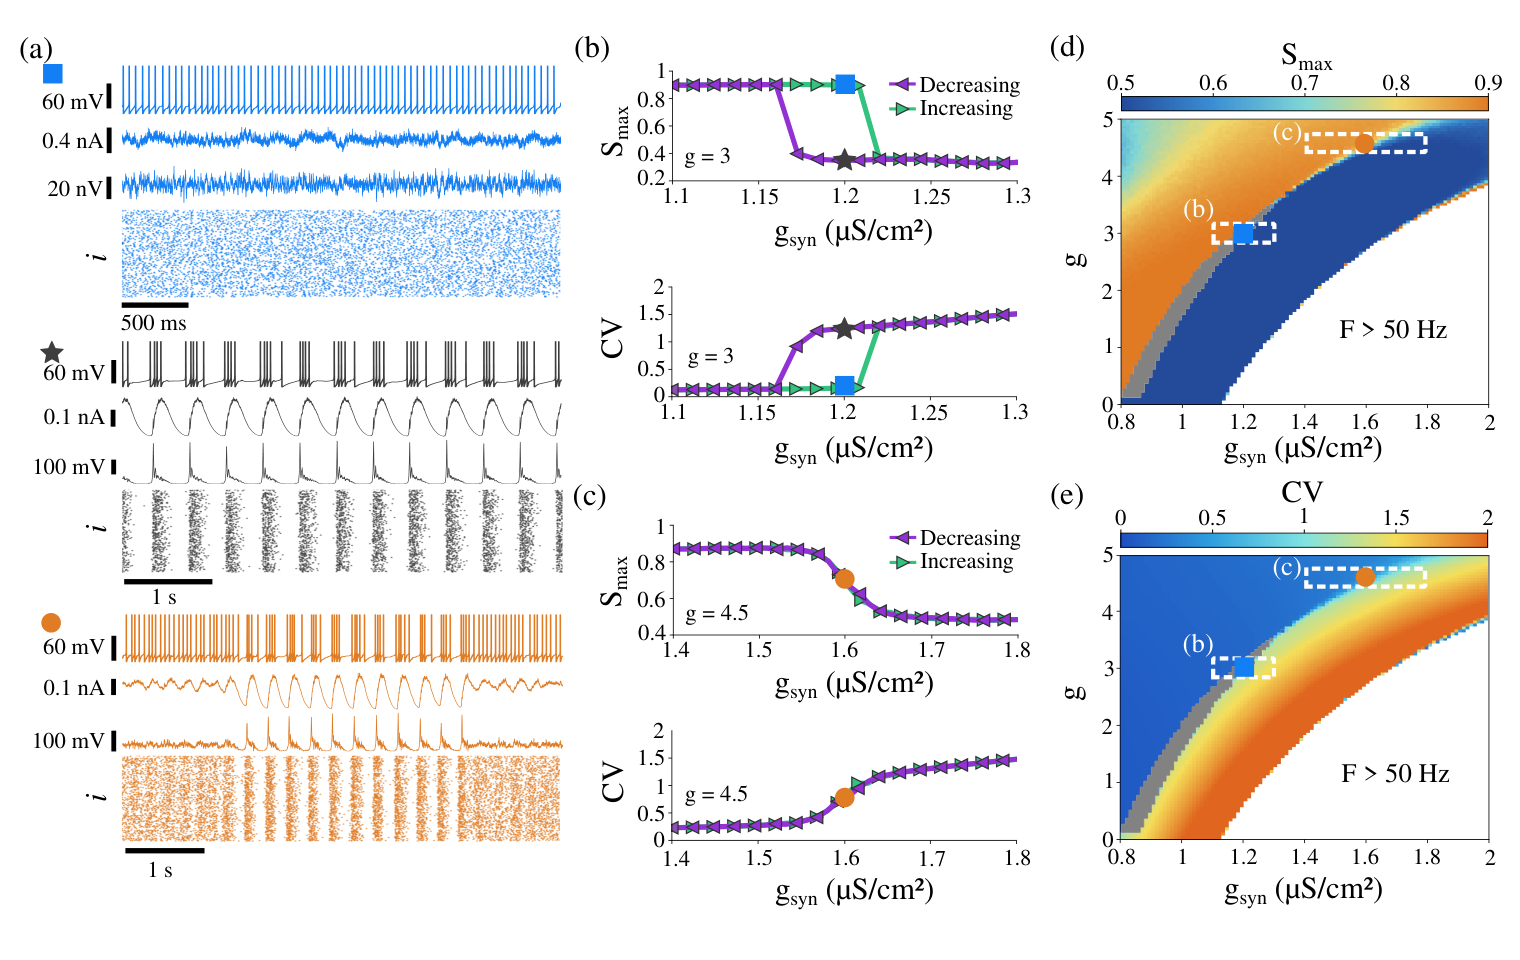 (a)
60 mV
0.4 nA
20 nV
i
500 ms
60 mV
0.1 nA
100 mV
i
1 s
60 mV
0.1 nA
100 mV
i
1 s
(b)
Smax
1
0.8
0.6
0.4
0.2
Decreasing
Increasing
g = 3
1.1
1.15
1.2
1.25
1.3
gsyn (μS/cm²)
CV
2
1.5
1
0.5
0
g = 3
1.1
1.15
1.2
1.25
1.3
gsyn (μS/cm²)
(c)
Smax
1
0.8
0.6
0.4
Decreasing
Increasing
g = 4.5
1.4
1.5
1.6
1.7
1.8
gsyn (μS/cm²)
CV
2
1.5
1
0.5
0
g = 4.5
1.4
1.5
1.6
1.7
1.8
gsyn (μS/cm²)
(d)
Smax
0.5
0.6
0.7
0.8
0.9
g
5
4
3
2
1
0
(c)
(b)
F > 50 Hz
0.8
1
1.2
1.4
1.6
1.8
2
gsyn (μS/cm²)
(e)
CV
0
0.5
1
1.5
2
g
5
4
3
2
1
0
(c)
(b)
F > 50 Hz
0.8
1
1.2
1.4
1.6
1.8
2
gsyn (μS/cm²)